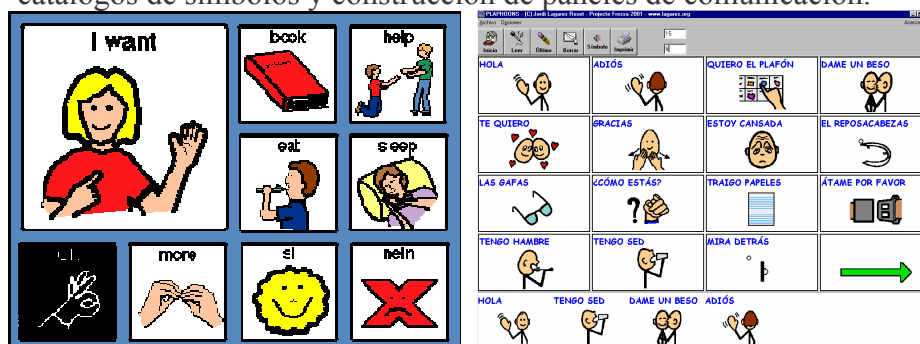 catálogos de símbolos y construcción de paneles de comunicación.
I want
book
help
eat
sleep
more
si
nein
PLAPHOONS - (C) Jordi Lagares Roset - Projecte Fressa 2001 - www.lagares.org
Archivo Opciones
Inicio Leer Último Borrar Símbolo Imprimir
15
HOLA ADIÓS QUIERO EL PLAFÓN DAME UN BESO
TE QUIERO GRACIAS ESTOY CANSADA EL REPOSACABEZAS
LAS GAFAS ¿CÓMO ESTÁS? TRAIGO PAPELES ÁTAME POR FAVOR
TENGO HAMBRE TENGO SED MIRA DETRÁS
HOLA TENGO SED DAME UN BESO ADIÓS